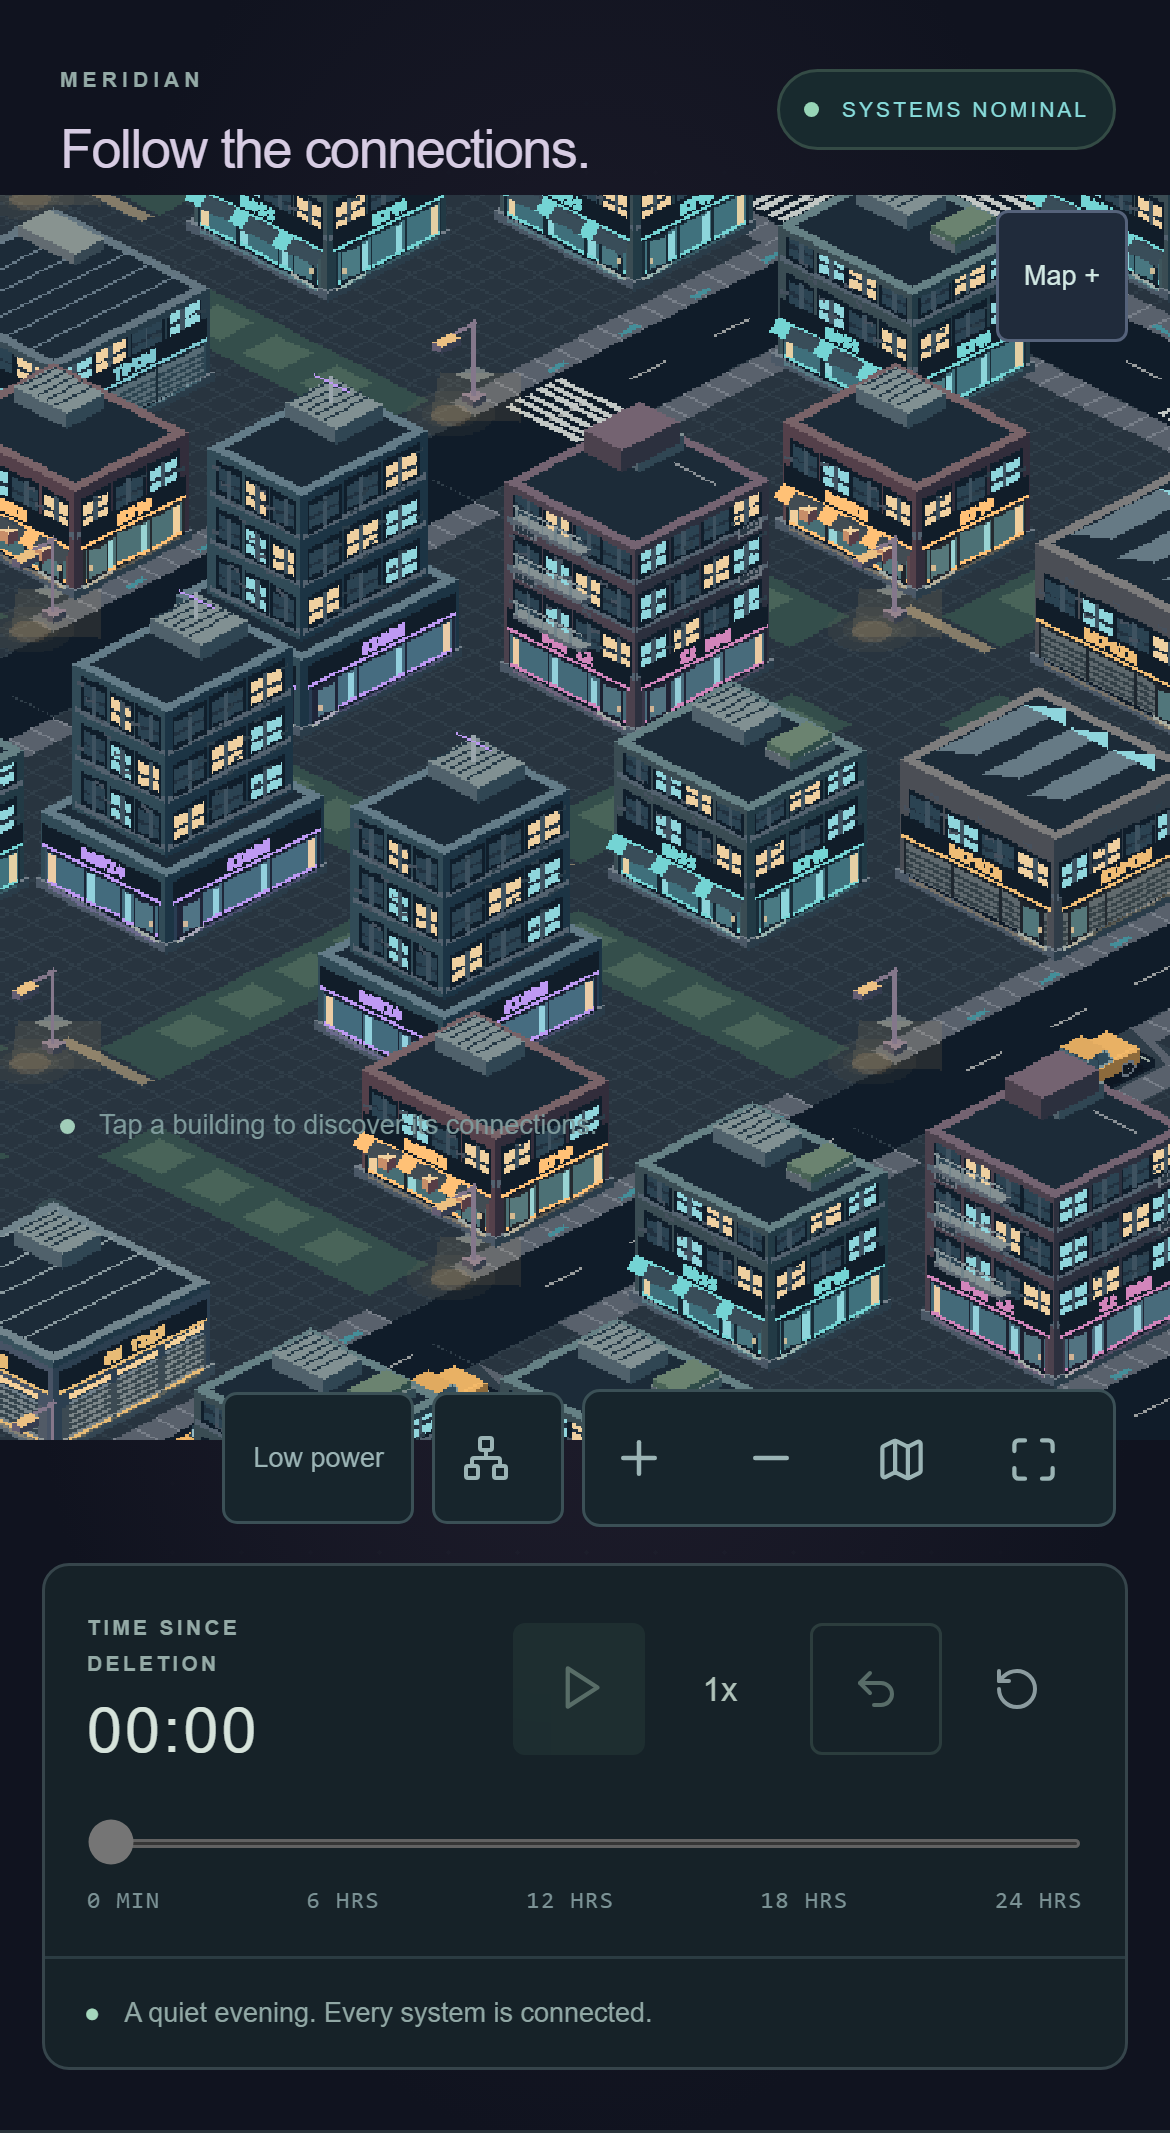 MERIDIAN
Follow the connections.
SYSTEMS NOMINAL
Map +
Tap a building to discover its connections.
Low power
TIME SINCE
DELETION
00:00
1x
0 MIN
6 HRS
12 HRS
18 HRS
24 HRS
A quiet evening. Every system is connected.